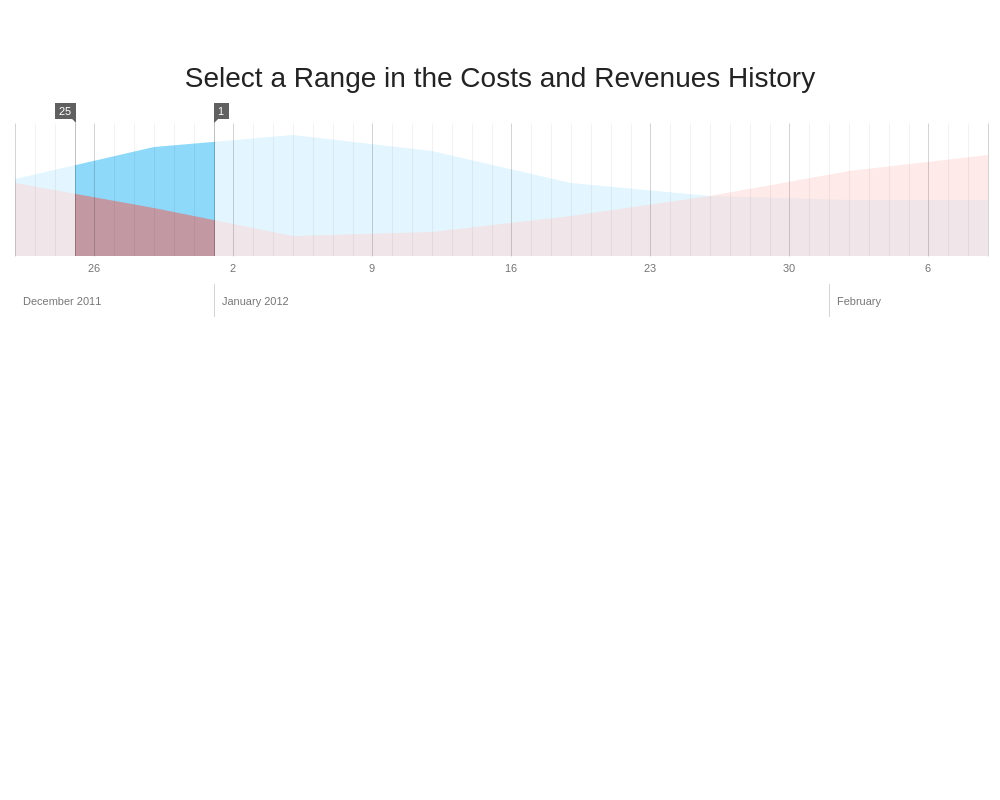 Select a Range in the Costs and Revenues History
25 1
26 2 9 16 23 30 6
December 2011 January 2012 February